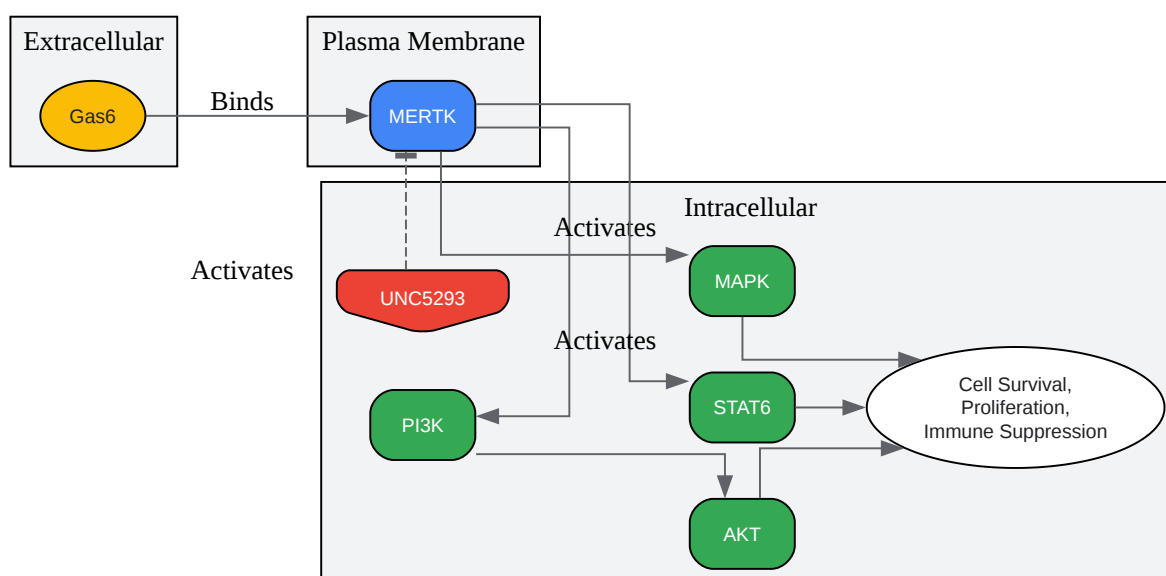 Extracellular
Plasma Membrane
Gas6
Binds
MERTK
Intracellular
Activates
Activates
UNC5293
MAPK
Activates
PI3K
STAT6
Cell Survival,
Proliferation,
Immune Suppression
AKT